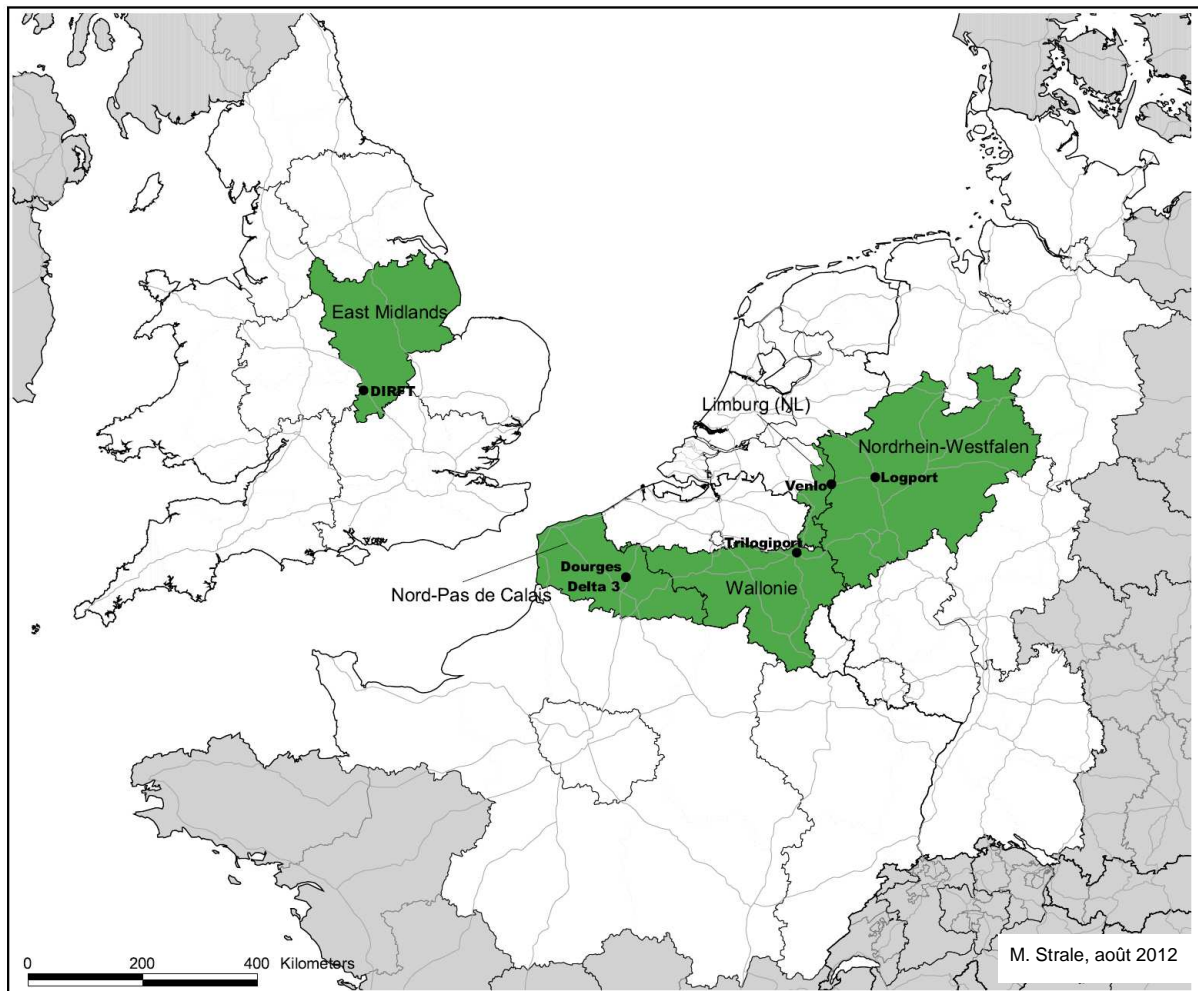 East Midlands
DIRFT
Limburg (NL)
Nordrhein-Westfalen
Venlo
Logport
Trilogiport
Dourges
Delta 3
Wallonie
Nord-Pas de Calais
0 200 400 Kilometers
M. Strale, août 2012